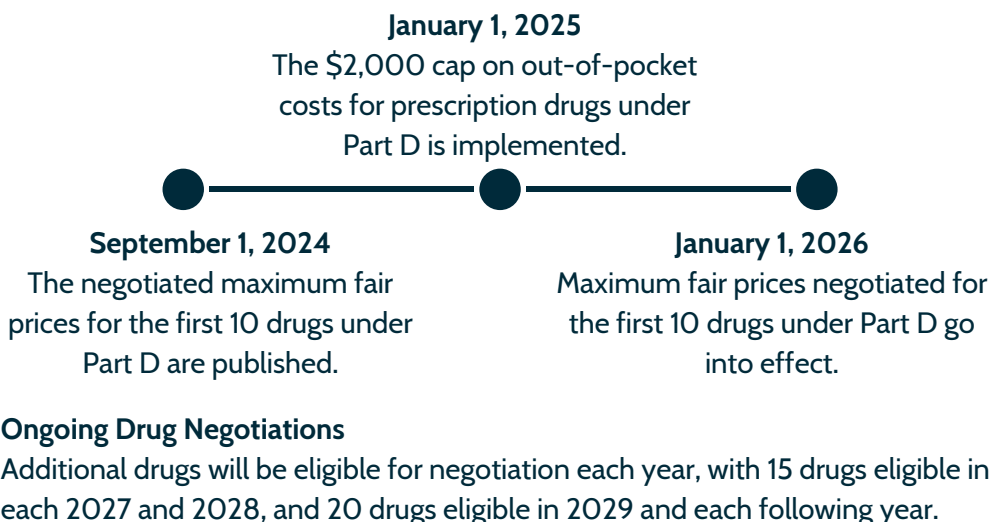 January 1, 2025
The $2,000 cap on out-of-pocket
costs for prescription drugs under
Part D is implemented.
September 1, 2024
The negotiated maximum fair
prices for the first 10 drugs under
Part D are published.
January 1, 2026
Maximum fair prices negotiated for
the first 10 drugs under Part D go
into effect.
Ongoing Drug Negotiations
Additional drugs will be eligible for negotiation each year, with 15 drugs eligible in
each 2027 and 2028, and 20 drugs eligible in 2029 and each following year.